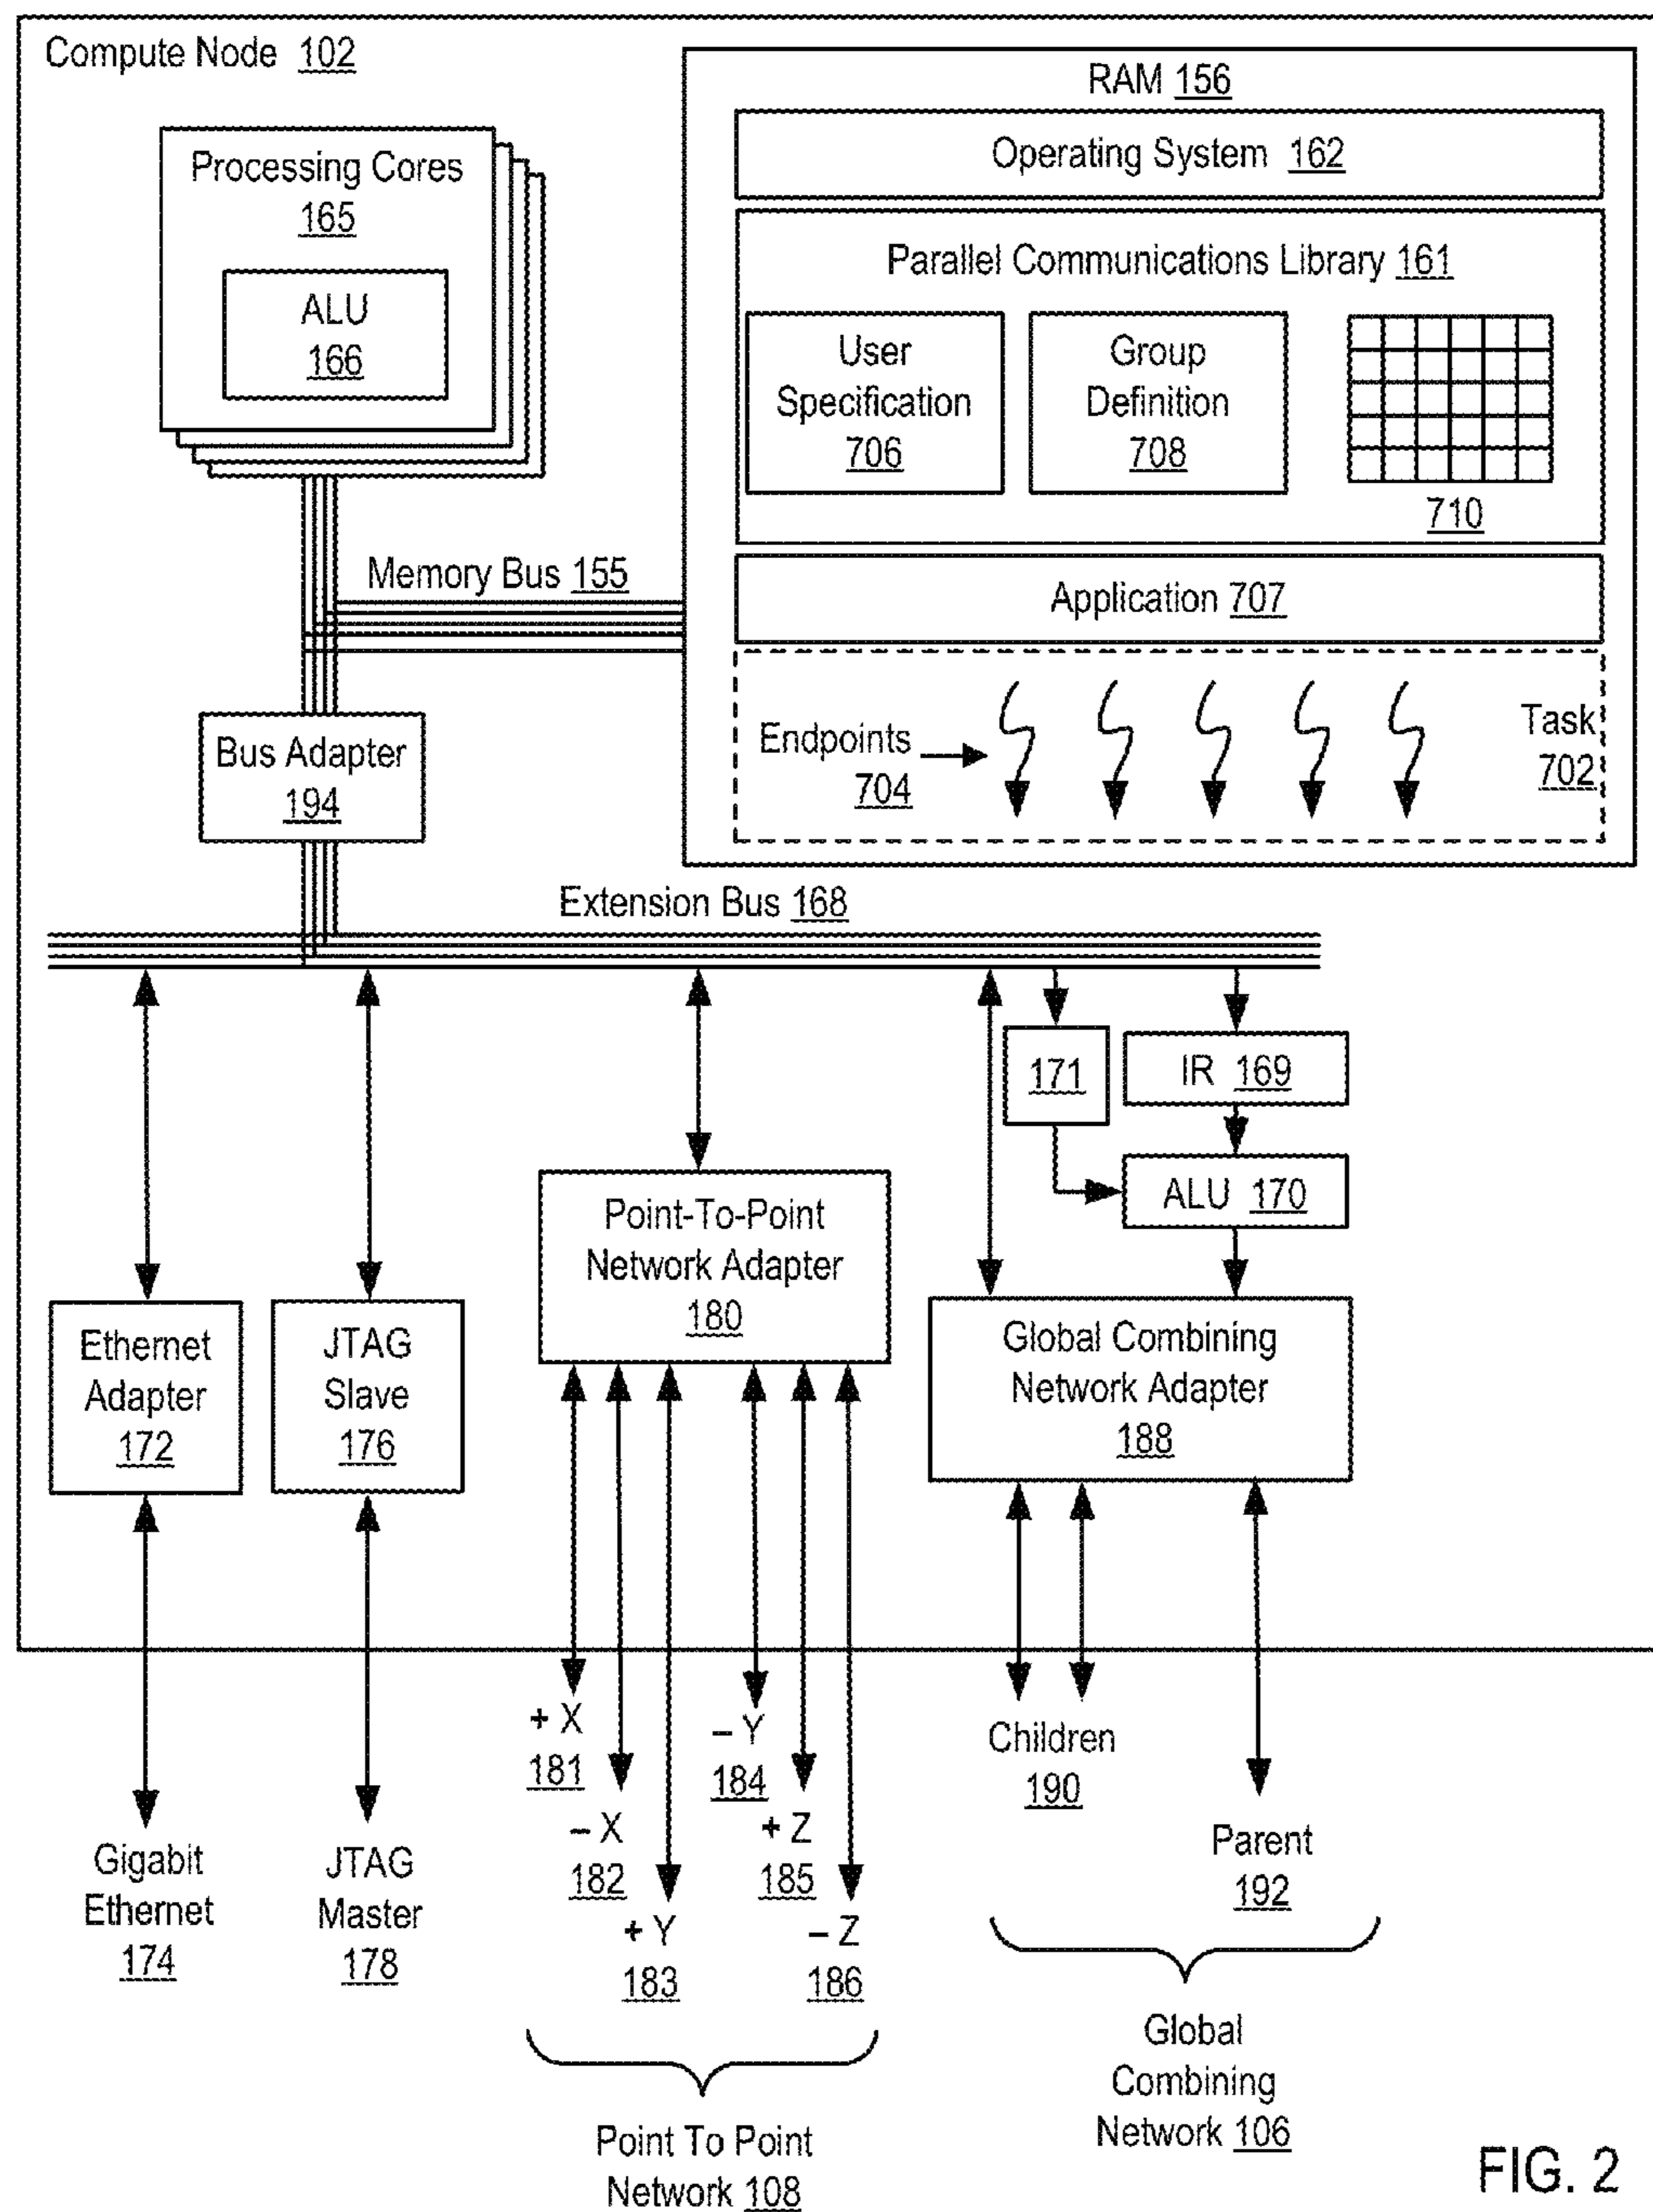 Compute Node 102
RAM 156
Operating System 162
Processing Cores
165
ALU
166
Parallel Communications Library 161
User
Specification
706
Group
Definition
708
710
Memory Bus 155
Application 707
Endpoints
704
Task
702
Bus Adapter
194
Extension Bus 168
171
IR 169
ALU 170
Point-To-Point
Network Adapter
180
Ethernet
Adapter
172
JTAG
Slave
176
Global Combining
Network Adapter
188
+ X
181
– X
182
+ Y
183
– Y
184
+ Z
185
– Z
186
Children
190
Parent
192
Gigabit
Ethernet
174
JTAG
Master
178
Point To Point
Network 108
Global
Combining
Network 106
FIG. 2